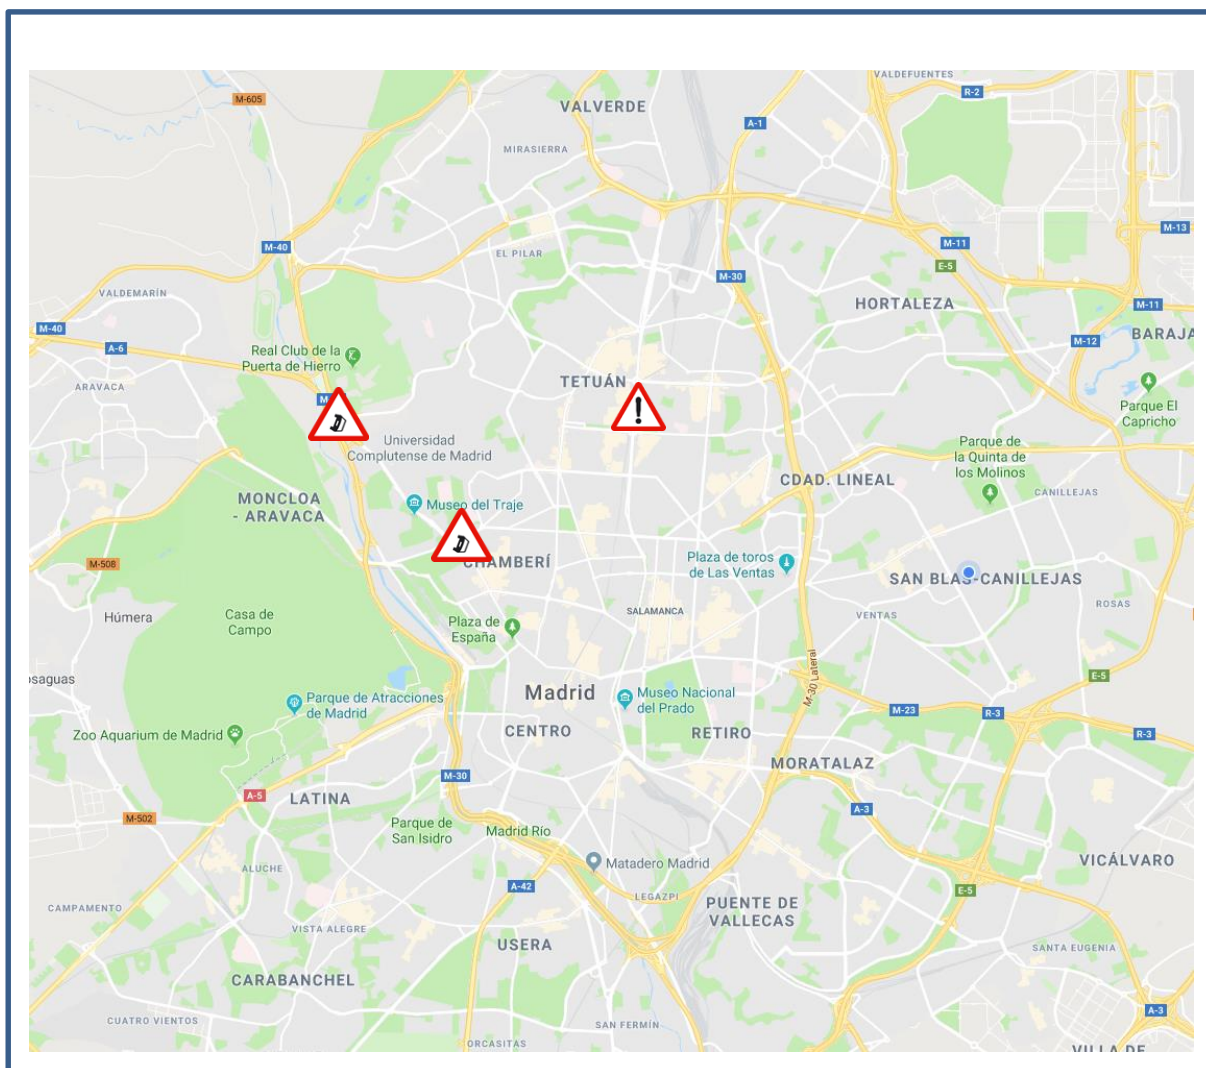 VALDEFUENTES
R-2
M-605
VALVERDE
A-1
MIRASIERRA
M-13
M-40
EL PILAR
M-11
E-5
M-30
VALDEMARÍN
HORTALEZA
M-11
M-40
BARAJA
A-6
M-12
Real Club de la
Puerta de Hierro
TETUÁN
ARAVACA
Parque El
Capricho
Universidad
Complutense de Madrid
Parque de
la Quinta de
los Molinos
CDAD. LINEAL
CANILLEJAS
MONCLOA
- ARAVACA
Museo del Traje
Plaza de toros
de Las Ventas
CHAMBERÍ
M-508
SAN BLAS-CANILLEJAS
ROSAS
Húmera
Casa de
Campo
Plaza de
España
SALAMANCA
VENTAS
osaguas
M-30 Lateral
E-5
Madrid
Museo Nacional
del Prado
Parque de Atracciones
de Madrid
M-23
R-3
R-3
Zoo Aquarium de Madrid
CENTRO
RETIRO
MORATALAZ
M-30
A-5
LATINA
A-3
M-502
Parque de
San Isidro
Madrid Río
Matadero Madrid
VICÁLVARO
ALUCHE
A-42
LEGAZPI
E-5
PUENTE DE
VALLECAS
CAMPAMENTO
VISTA ALEGRE
USERA
SANTA EUGENIA
CARABANCHEL
A-3
CUATRO VIENTOS
SAN FERMÍN
ORCASITAS
VILLA DE